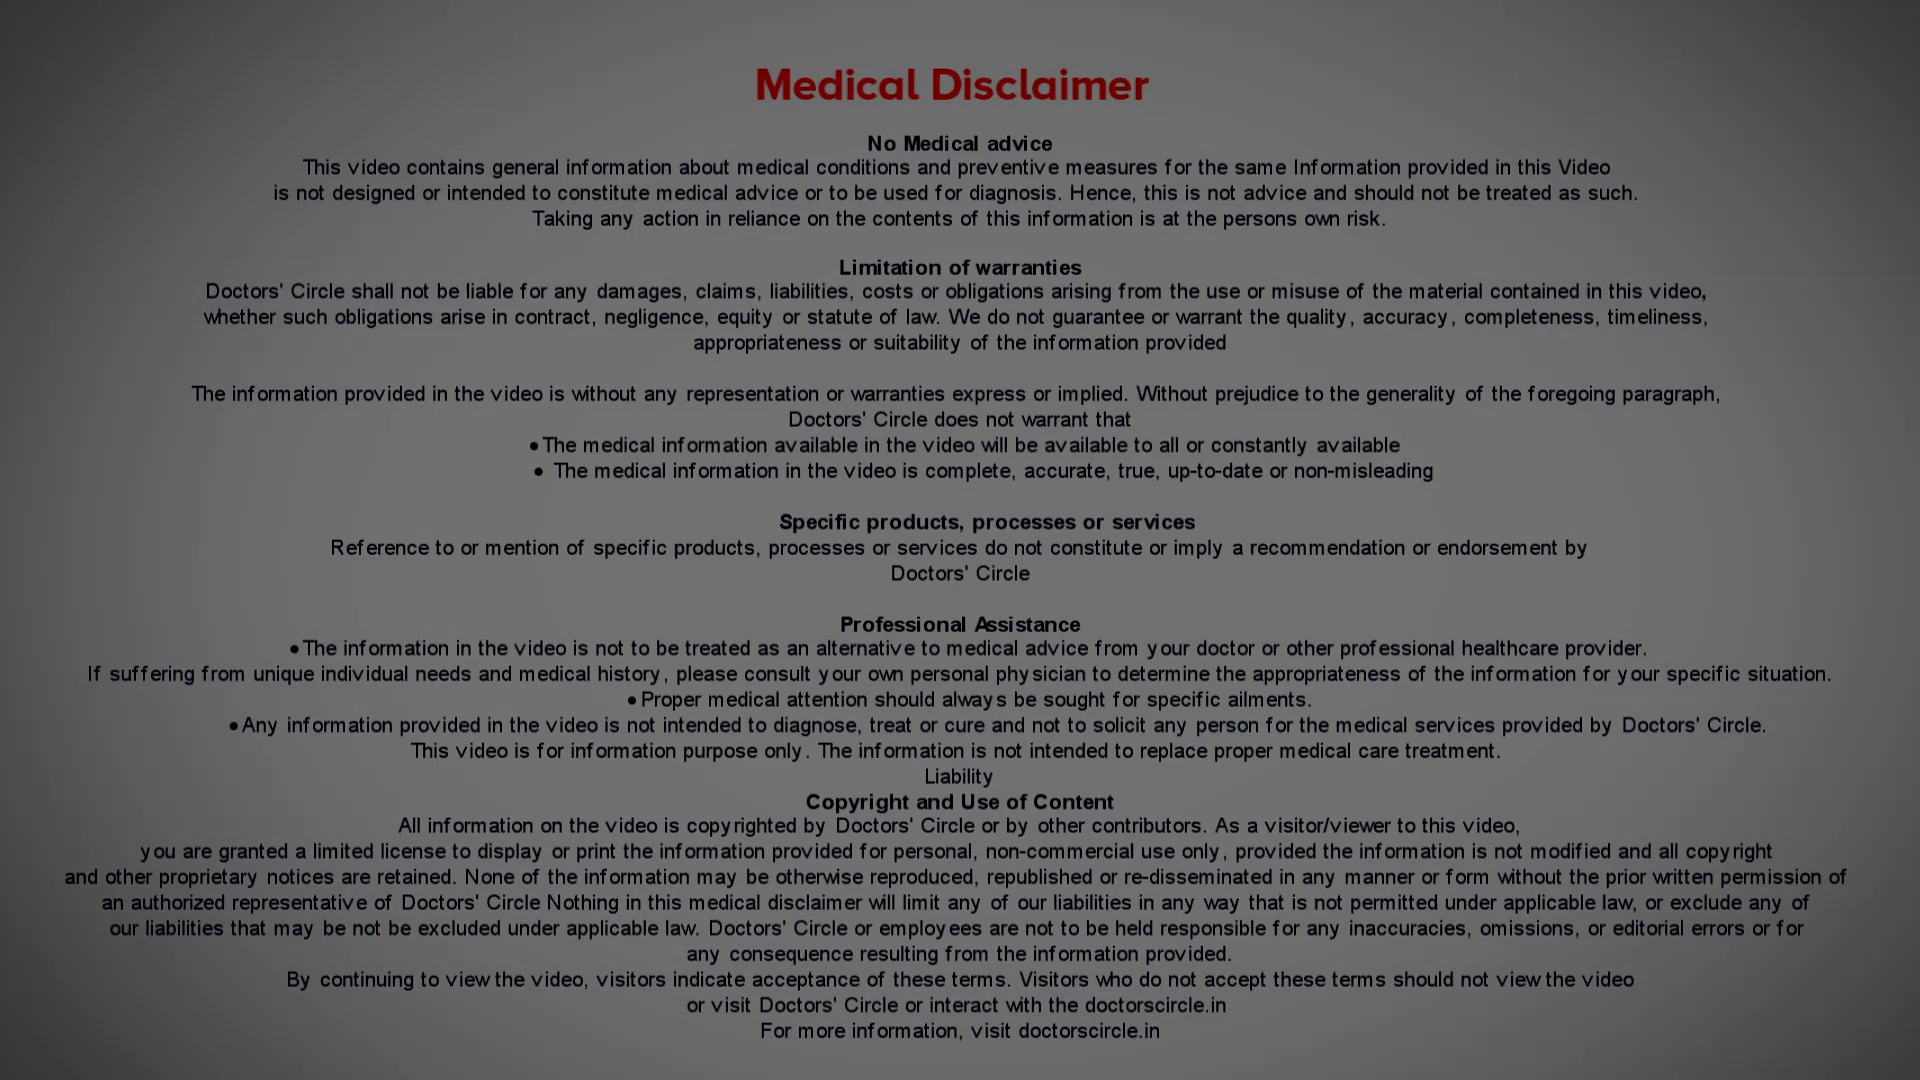 Medical Disclaimer
No Medical advice
This video contains general information about medical conditions and preventive measures for the same Information provided in this Video
is not designed or intended to constitute medical advice or to be used for diagnosis. Hence, this is not advice and should not be treated as such.
Taking any action in reliance on the contents of this information is at the persons own risk.
Limitation of warranties
Doctors' Circle shall not be liable for any damages, claims, liabilities, costs or obligations arising from the use or misuse of the material contained in this video,
whether such obligations arise in contract, negligence, equity or statute of law. We do not guarantee or warrant the quality, accuracy, completeness, timeliness,
appropriateness or suitability of the information provided
The information provided in the video is without any representation or warranties express or implied. Without prejudice to the generality of the foregoing paragraph,
Doctors' Circle does not warrant that
•The medical information available in the video will be available to all or constantly available
• The medical information in the video is complete, accurate, true, up-to-date or non-misleading
Specific products, processes or services
Reference to or mention of specific products, processes or services do not constitute or imply a recommendation or endorsement by
Doctors' Circle
Professional Assistance
•The information in the video is not to be treated as an alternative to medical advice from your doctor or other professional healthcare provider.
If suffering from unique individual needs and medical history, please consult your own personal physician to determine the appropriateness of the information for your specific situation.
•Proper medical attention should always be sought for specific ailments.
•Any information provided in the video is not intended to diagnose, treat or cure and not to solicit any person for the medical services provided by Doctors' Circle.
This video is for information purpose only. The information is not intended to replace proper medical care treatment.
Liability
Copyright and Use of Content
All information on the video is copyrighted by Doctors' Circle or by other contributors. As a visitor/viewer to this video,
you are granted a limited license to display or print the information provided for personal, non-commercial use only, provided the information is not modified and all copyright
and other proprietary notices are retained. None of the information may be otherwise reproduced, republished or re-disseminated in any manner or form without the prior written permission of
an authorized representative of Doctors' Circle Nothing in this medical disclaimer will limit any of our liabilities in any way that is not permitted under applicable law, or exclude any of
our liabilities that may be not be excluded under applicable law. Doctors' Circle or employees are not to be held responsible for any inaccuracies, omissions, or editorial errors or for
any consequence resulting from the information provided.
By continuing to view the video, visitors indicate acceptance of these terms. Visitors who do not accept these terms should not view the video
or visit Doctors' Circle or interact with the doctorscircle.in
For more information, visit doctorscircle.in